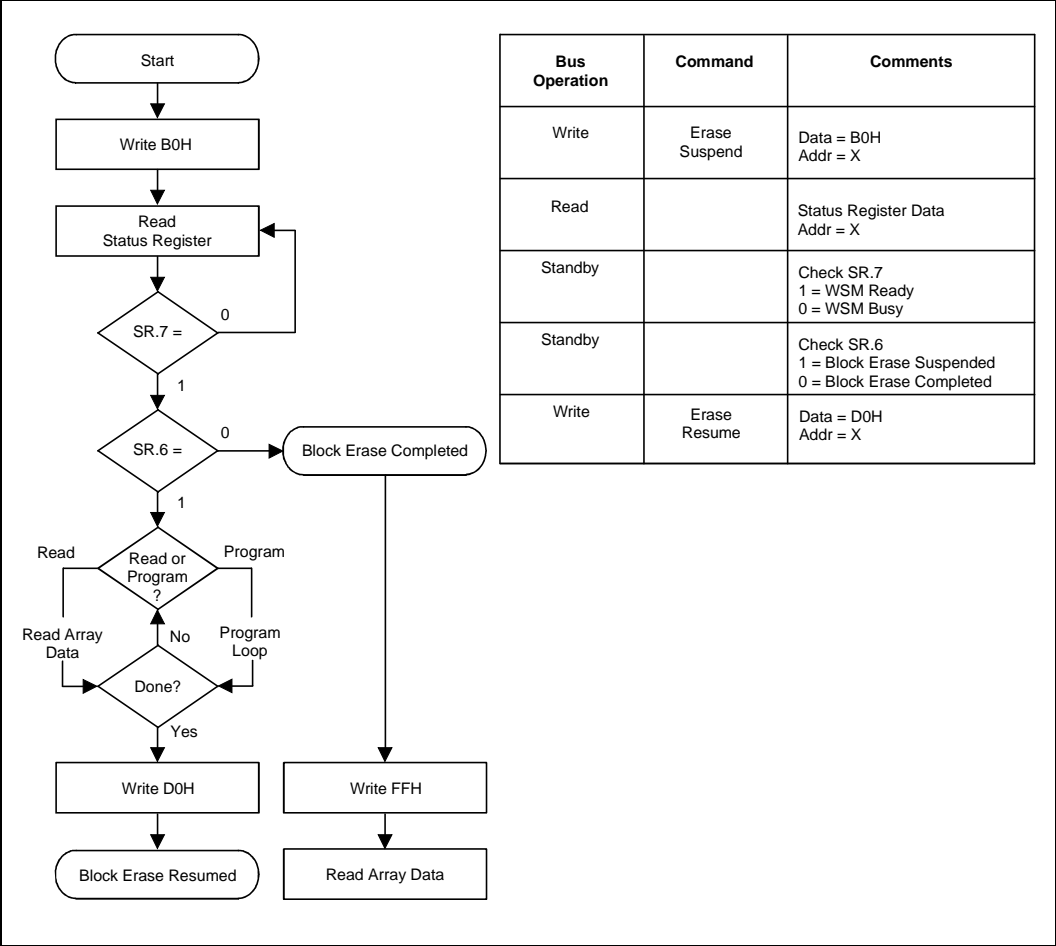 Start
Write B0H
Read
Status Register
SR.7 =
0
1
SR.6 =
0
Block Erase Completed
1
Read
Read or
Program
?
Program
Read Array
Data
No
Program
Loop
Done?
Yes
Write D0H
Write FFH
Block Erase Resumed
Read Array Data
Bus
Operation
Command
Comments
Write
Erase
Suspend
Data = B0H
Addr = X
Read
Status Register Data
Addr = X
Standby
Check SR.7
1 = WSM Ready
0 = WSM Busy
Standby
Check SR.6
1 = Block Erase Suspended
0 = Block Erase Completed
Write
Erase
Resume
Data = D0H
Addr = X